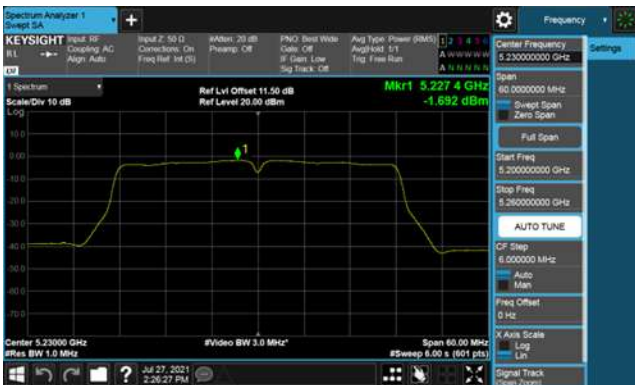 Spectrum Analyzer 1
Swept SA
Frequency
KEYSIGHT
RL
Input: RF
Coupling: AC
Align: Auto
Input Z: 50 Ω
Corrections: On
Freq Ref: Int (S)
#Atten: 20 dB
Preamp: Off
PNO: Best Wide
Gate: Off
IF Gain: Low
Sig Track: Off
Avg Type: Power (RMS)
Avg|Hold: 1/1
Trig: Free Run
1 2 3 4 5 6
A W W W W W
A N N N N N
Center Frequency
5.230000000 GHz
Settings
Span
60.0000000 MHz
Swept Span
Zero Span
Full Span
Start Freq
5.200000000 GHz
Stop Freq
5.260000000 GHz
AUTO TUNE
CF Step
6.000000 MHz
Auto
Man
Freq Offset
0 Hz
X Axis Scale
Log
Lin
Signal Track
(Span Zoom)
1 Spectrum
Scale/Div 10 dB
Log
Ref Lvl Offset 11.50 dB
Ref Level 20.00 dBm
Mkr1 5.227 4 GHz
-1.692 dBm
1
10.0
0.00
-10.0
-20.0
-30.0
-40.0
-50.0
-60.0
-70.0
Center 5.23000 GHz
#Res BW 1.0 MHz
#Video BW 3.0 MHz*
Span 60.00 MHz
#Sweep 6.00 s (601 pts)
?
Jul 27, 2021
2:26:27 PM